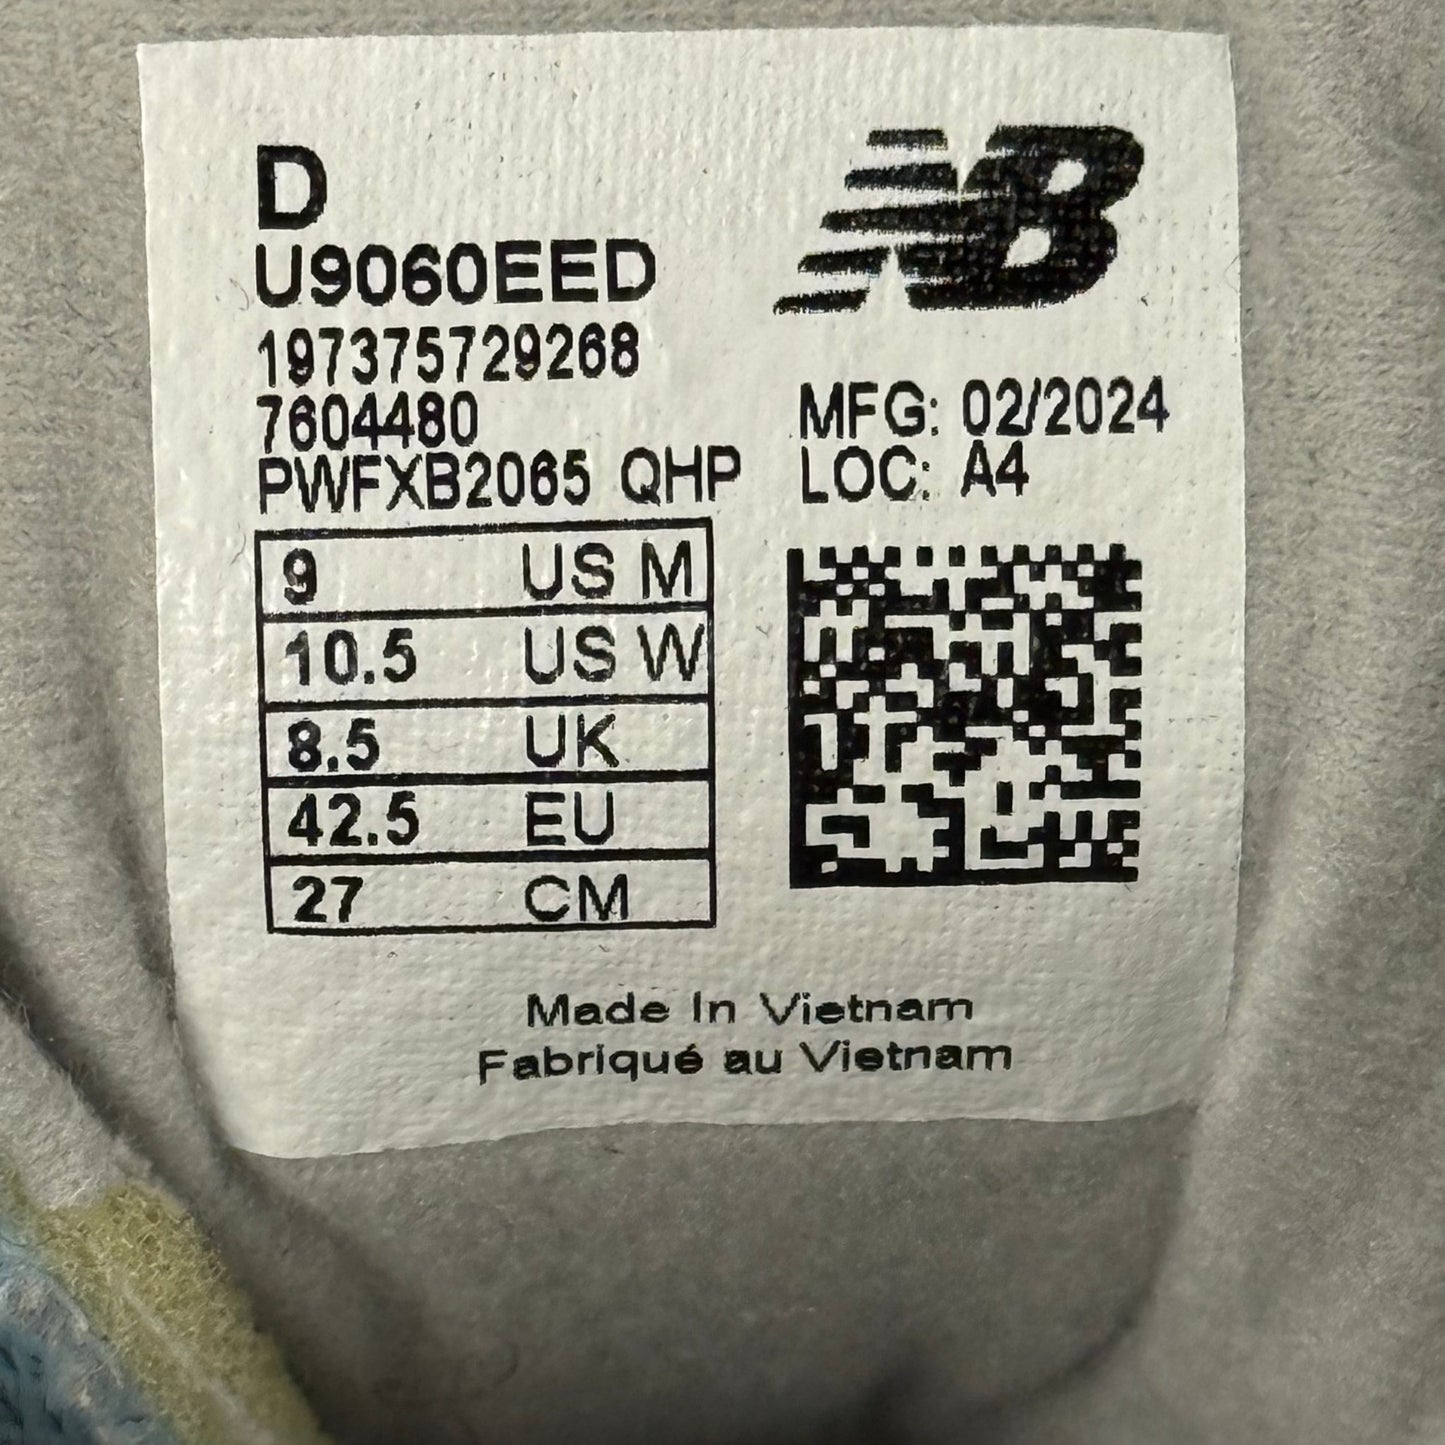 D
U9060EED
197375729268
7604480
PWFXB2065 QHP
NB
MFG: 02/2024
LOC: A4
9 US M
10.5 US W
8.5 UK
42.5 EU
27 CM
Made In Vietnam
Fabriqué au Vietnam